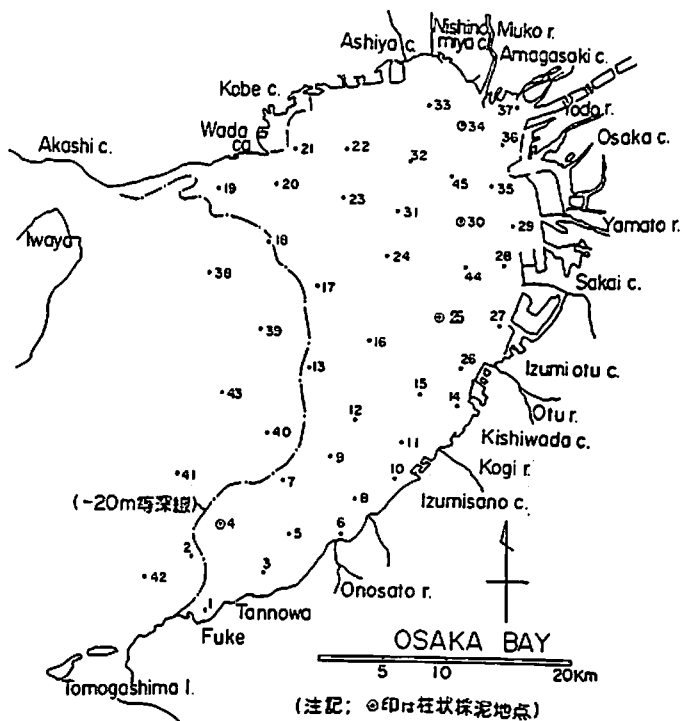 Nishino
miya c.
Muko r.
Ashiya c.
Amagasaki c.
Kobe c.
Yodo r.
Wada
ca
Osaka c.
Akashi c.
33
37
34
36
21
22
32
45
35
19
20
23
31
30
29
Yamato r.
Iwaya
18
24
28
38
44
Sakai c.
17
25
27
39
16
26
Izumiotu c.
13
15
14
Otu r.
43
12
Kishiwada c.
40
11
9
Kogi r.
41
7
10
Izumisano c.
(-20m等深線)
8
4
5
6
2
3
42
Onosato r.
1
Tannowa
Fuke
OSAKA BAY
5
10
20Km
Tomogashima I.
(注記; ⊙印は柱状採泥地点)